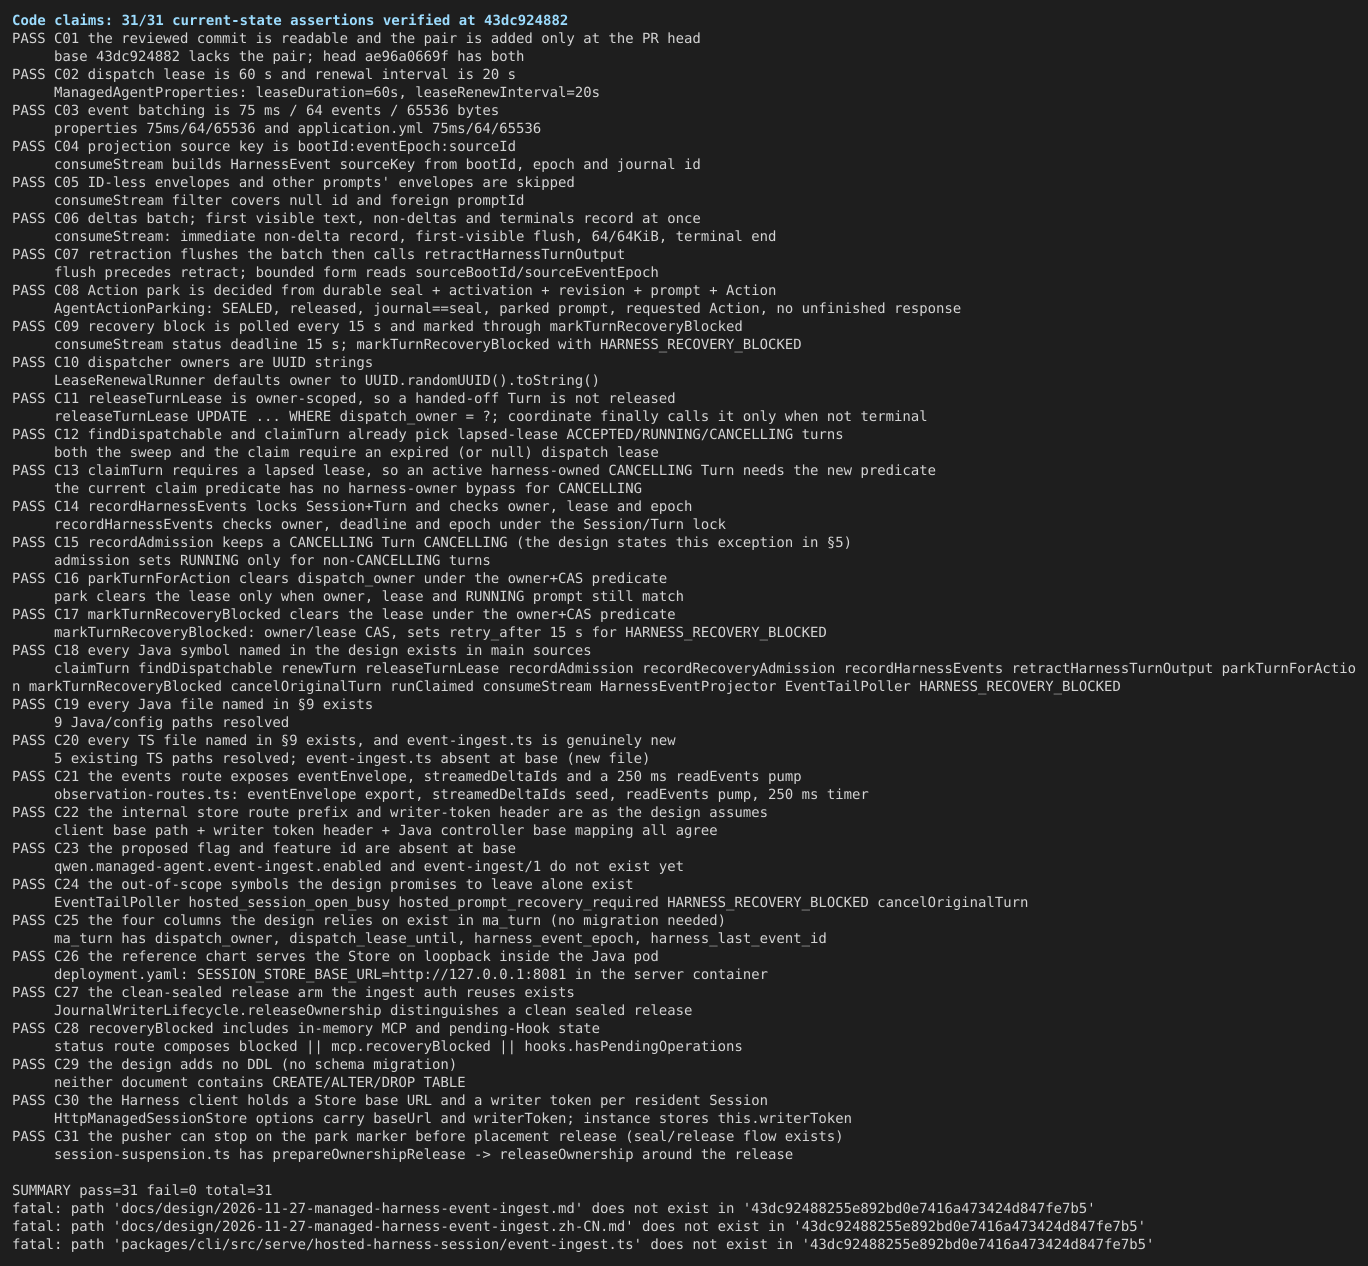 Code claims: 31/31 current-state assertions verified at 43dc924882
PASS C01 the reviewed commit is readable and the pair is added only at the PR head
base 43dc924882 lacks the pair; head ae96a0669f has both
PASS C02 dispatch lease is 60 s and renewal interval is 20 s
ManagedAgentProperties: leaseDuration=60s, leaseRenewInterval=20s
PASS C03 event batching is 75 ms / 64 events / 65536 bytes
properties 75ms/64/65536 and application.yml 75ms/64/65536
PASS C04 projection source key is bootId:eventEpoch:sourceId
consumeStream builds HarnessEvent sourceKey from bootId, epoch and journal id
PASS C05 ID-less envelopes and other prompts' envelopes are skipped
consumeStream filter covers null id and foreign promptId
PASS C06 deltas batch; first visible text, non-deltas and terminals record at once
consumeStream: immediate non-delta record, first-visible flush, 64/64KiB, terminal end
PASS C07 retraction flushes the batch then calls retractHarnessTurnOutput
flush precedes retract; bounded form reads sourceBootId/sourceEventEpoch
PASS C08 Action park is decided from durable seal + activation + revision + prompt + Action
AgentActionParking: SEALED, released, journal==seal, parked prompt, requested Action, no unfinished response
PASS C09 recovery block is polled every 15 s and marked through markTurnRecoveryBlocked
consumeStream status deadline 15 s; markTurnRecoveryBlocked with HARNESS_RECOVERY_BLOCKED
PASS C10 dispatcher owners are UUID strings
LeaseRenewalRunner defaults owner to UUID.randomUUID().toString()
PASS C11 releaseTurnLease is owner-scoped, so a handed-off Turn is not released
releaseTurnLease UPDATE ... WHERE dispatch_owner = ?; coordinate finally calls it only when not terminal
PASS C12 findDispatchable and claimTurn already pick lapsed-lease ACCEPTED/RUNNING/CANCELLING turns
both the sweep and the claim require an expired (or null) dispatch lease
PASS C13 claimTurn requires a lapsed lease, so an active harness-owned CANCELLING Turn needs the new predicate
the current claim predicate has no harness-owner bypass for CANCELLING
PASS C14 recordHarnessEvents locks Session+Turn and checks owner, lease and epoch
recordHarnessEvents checks owner, deadline and epoch under the Session/Turn lock
PASS C15 recordAdmission keeps a CANCELLING Turn CANCELLING (the design states this exception in §5)
admission sets RUNNING only for non-CANCELLING turns
PASS C16 parkTurnForAction clears dispatch_owner under the owner+CAS predicate
park clears the lease only when owner, lease and RUNNING prompt still match
PASS C17 markTurnRecoveryBlocked clears the lease under the owner+CAS predicate
markTurnRecoveryBlocked: owner/lease CAS, sets retry_after 15 s for HARNESS_RECOVERY_BLOCKED
PASS C18 every Java symbol named in the design exists in main sources
claimTurn findDispatchable renewTurn releaseTurnLease recordAdmission recordRecoveryAdmission recordHarnessEvents retractHarnessTurnOutput parkTurnForActio
n markTurnRecoveryBlocked cancelOriginalTurn runClaimed consumeStream HarnessEventProjector EventTailPoller HARNESS_RECOVERY_BLOCKED
PASS C19 every Java file named in §9 exists
9 Java/config paths resolved
PASS C20 every TS file named in §9 exists, and event-ingest.ts is genuinely new
5 existing TS paths resolved; event-ingest.ts absent at base (new file)
PASS C21 the events route exposes eventEnvelope, streamedDeltaIds and a 250 ms readEvents pump
observation-routes.ts: eventEnvelope export, streamedDeltaIds seed, readEvents pump, 250 ms timer
PASS C22 the internal store route prefix and writer-token header are as the design assumes
client base path + writer token header + Java controller base mapping all agree
PASS C23 the proposed flag and feature id are absent at base
qwen.managed-agent.event-ingest.enabled and event-ingest/1 do not exist yet
PASS C24 the out-of-scope symbols the design promises to leave alone exist
EventTailPoller hosted_session_open_busy hosted_prompt_recovery_required HARNESS_RECOVERY_BLOCKED cancelOriginalTurn
PASS C25 the four columns the design relies on exist in ma_turn (no migration needed)
ma_turn has dispatch_owner, dispatch_lease_until, harness_event_epoch, harness_last_event_id
PASS C26 the reference chart serves the Store on loopback inside the Java pod
deployment.yaml: SESSION_STORE_BASE_URL=http://127.0.0.1:8081 in the server container
PASS C27 the clean-sealed release arm the ingest auth reuses exists
JournalWriterLifecycle.releaseOwnership distinguishes a clean sealed release
PASS C28 recoveryBlocked includes in-memory MCP and pending-Hook state
status route composes blocked || mcp.recoveryBlocked || hooks.hasPendingOperations
PASS C29 the design adds no DDL (no schema migration)
neither document contains CREATE/ALTER/DROP TABLE
PASS C30 the Harness client holds a Store base URL and a writer token per resident Session
HttpManagedSessionStore options carry baseUrl and writerToken; instance stores this.writerToken
PASS C31 the pusher can stop on the park marker before placement release (seal/release flow exists)
session-suspension.ts has prepareOwnershipRelease -> releaseOwnership around the release
SUMMARY pass=31 fail=0 total=31
fatal: path 'docs/design/2026-11-27-managed-harness-event-ingest.md' does not exist in '43dc92488255e892bd0e7416a473424d847fe7b5'
fatal: path 'docs/design/2026-11-27-managed-harness-event-ingest.zh-CN.md' does not exist in '43dc92488255e892bd0e7416a473424d847fe7b5'
fatal: path 'packages/cli/src/serve/hosted-harness-session/event-ingest.ts' does not exist in '43dc92488255e892bd0e7416a473424d847fe7b5'